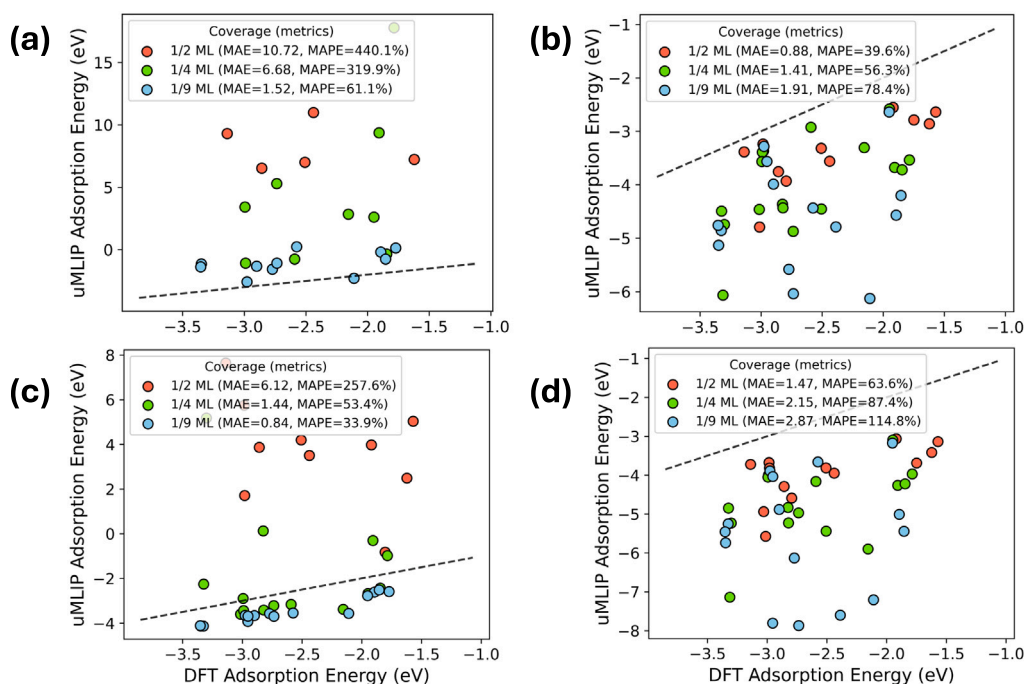 (a)
uMLIP Adsorption Energy (eV)
Coverage (metrics)
1/2 ML (MAE=10.72, MAPE=440.1%)
1/4 ML (MAE=6.68, MAPE=319.9%)
1/9 ML (MAE=1.52, MAPE=61.1%)
15
10
5
0
−3.5 −3.0 −2.5 −2.0 −1.5 −1.0
(b)
uMLIP Adsorption Energy (eV)
Coverage (metrics)
1/2 ML (MAE=0.88, MAPE=39.6%)
1/4 ML (MAE=1.41, MAPE=56.3%)
1/9 ML (MAE=1.91, MAPE=78.4%)
−1
−2
−3
−4
−5
−6
−3.5 −3.0 −2.5 −2.0 −1.5 −1.0
(c)
uMLIP Adsorption Energy (eV)
Coverage (metrics)
1/2 ML (MAE=6.12, MAPE=257.6%)
1/4 ML (MAE=1.44, MAPE=53.4%)
1/9 ML (MAE=0.84, MAPE=33.9%)
8
6
4
2
0
−2
−4
−3.5 −3.0 −2.5 −2.0 −1.5 −1.0
DFT Adsorption Energy (eV)
(d)
uMLIP Adsorption Energy (eV)
Coverage (metrics)
1/2 ML (MAE=1.47, MAPE=63.6%)
1/4 ML (MAE=2.15, MAPE=87.4%)
1/9 ML (MAE=2.87, MAPE=114.8%)
−1
−2
−3
−4
−5
−6
−7
−8
−3.5 −3.0 −2.5 −2.0 −1.5 −1.0
DFT Adsorption Energy (eV)